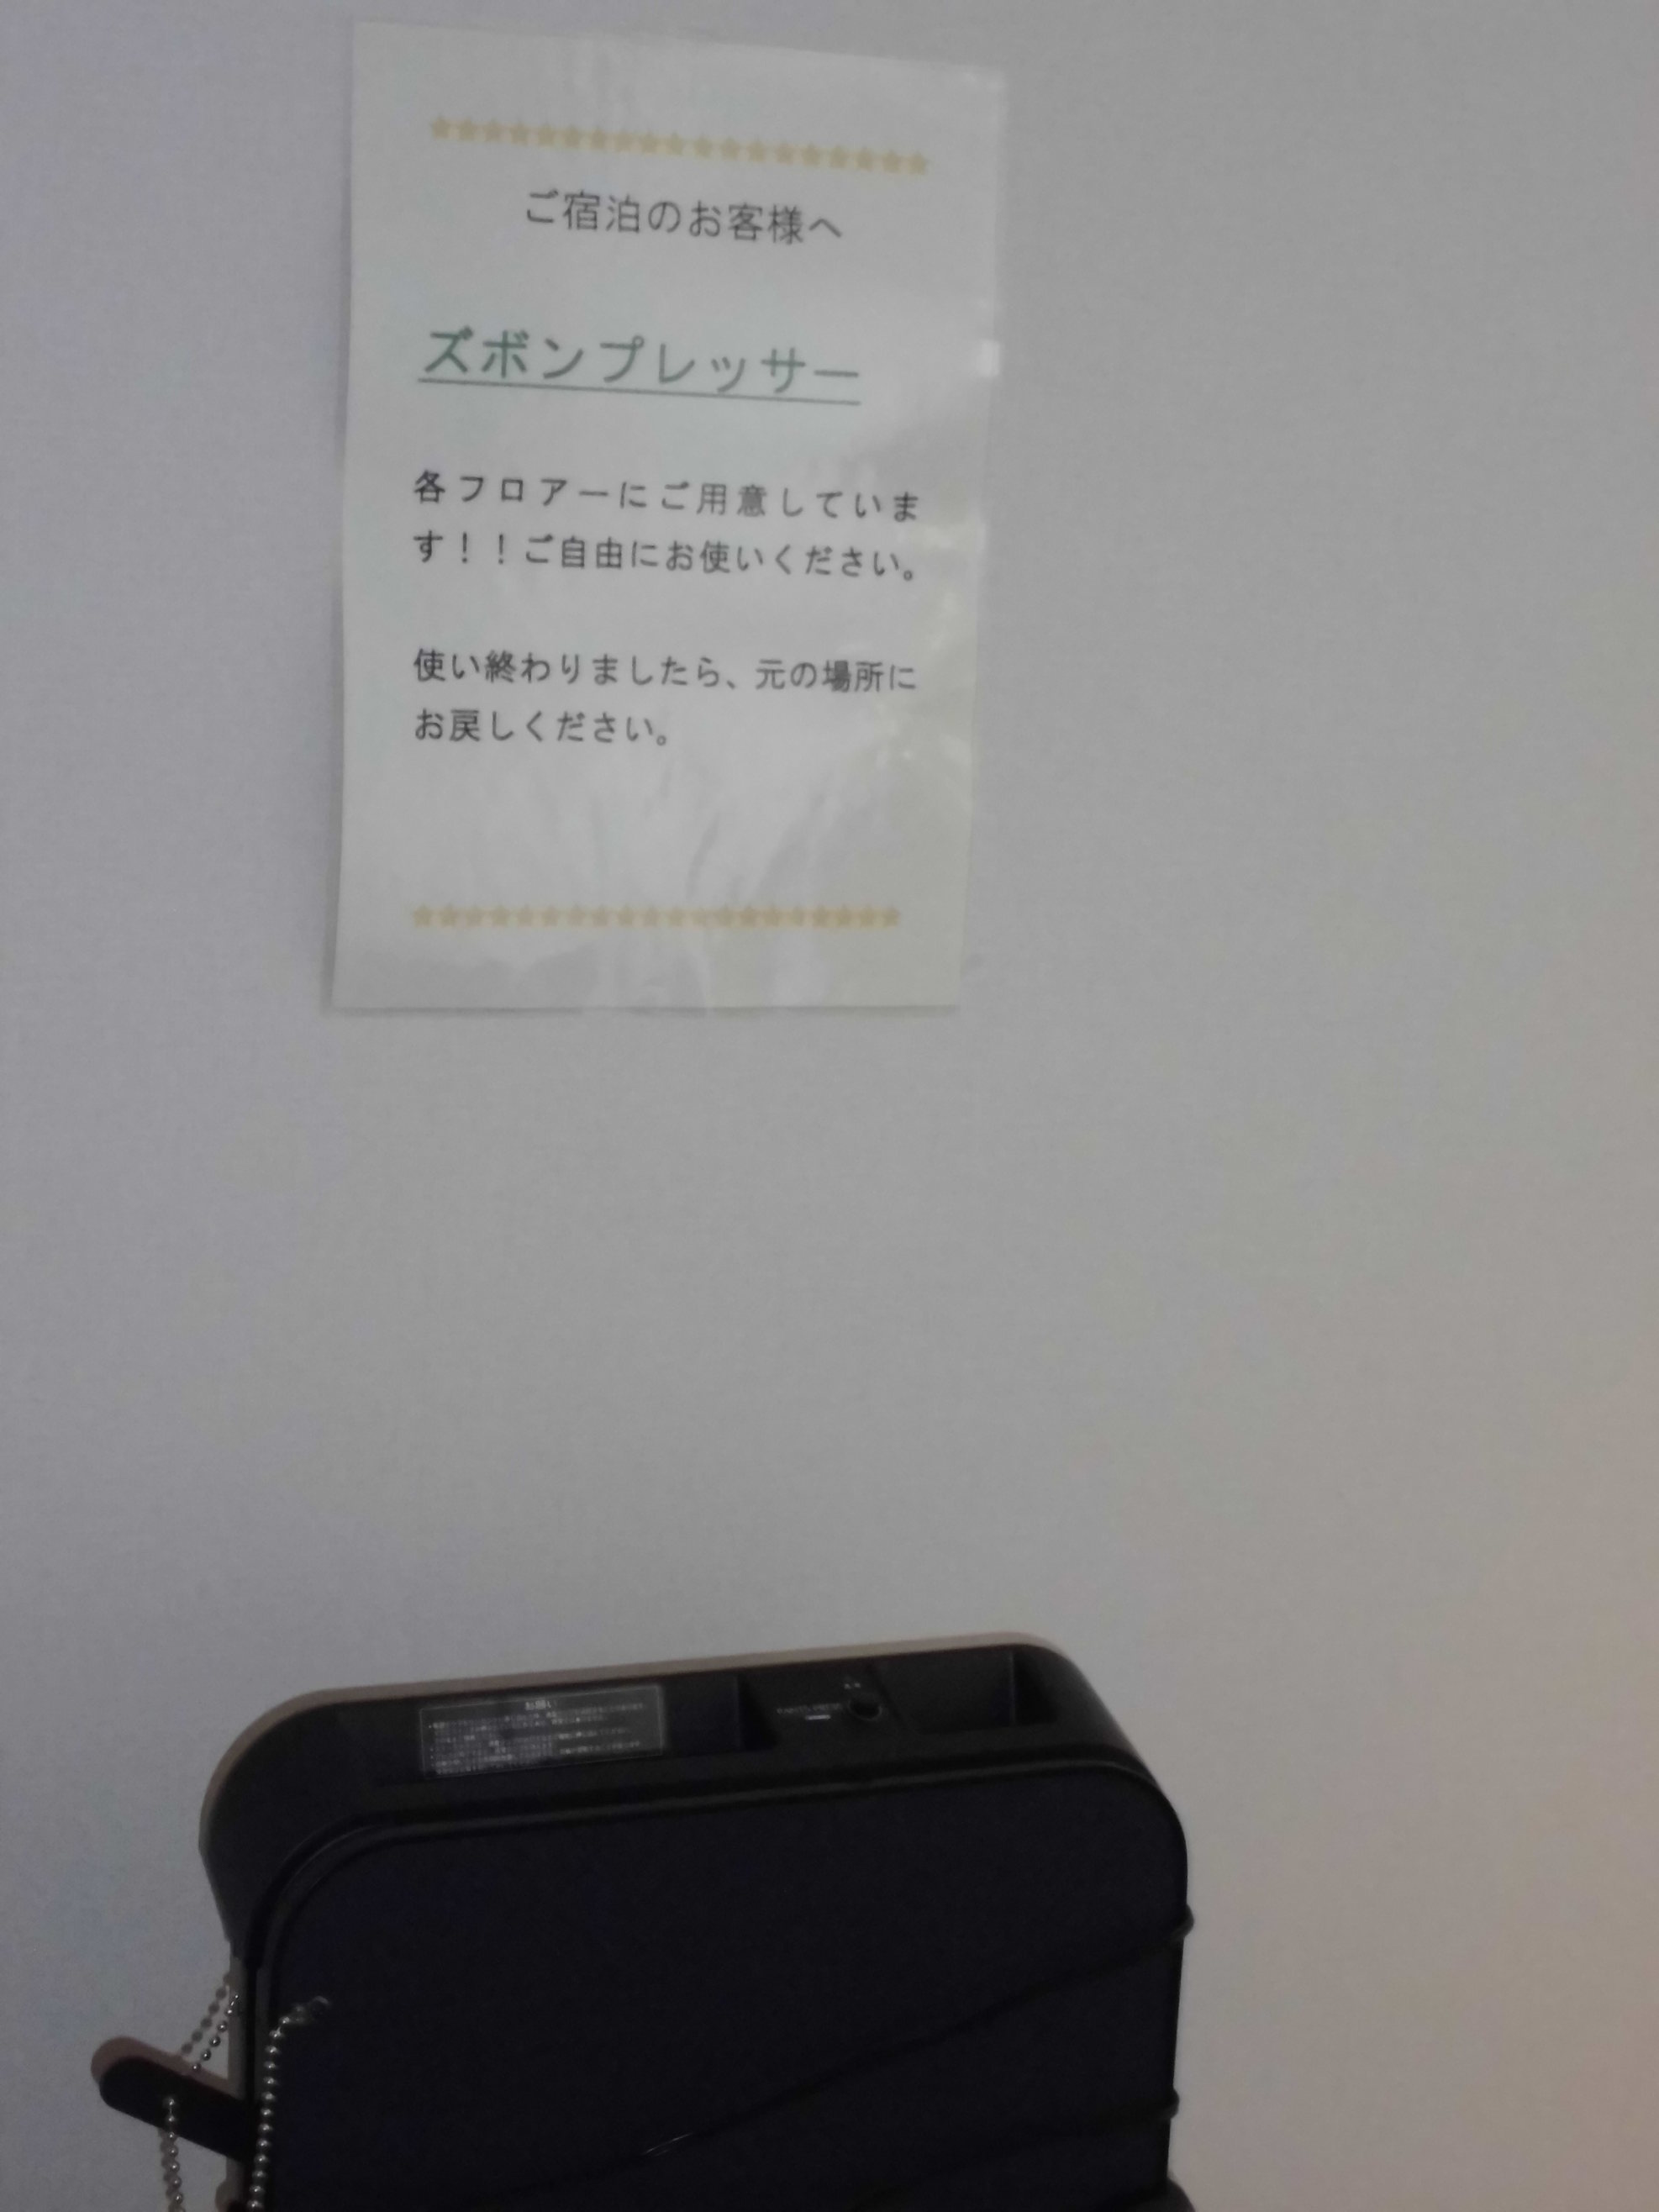 ご宿泊のお客様へ
ズボンプレッサー
各フロアーにご用意していま
す！！ご自由にお使いください。
使い終わりましたら、元の場所に
お戻しください。
お願い